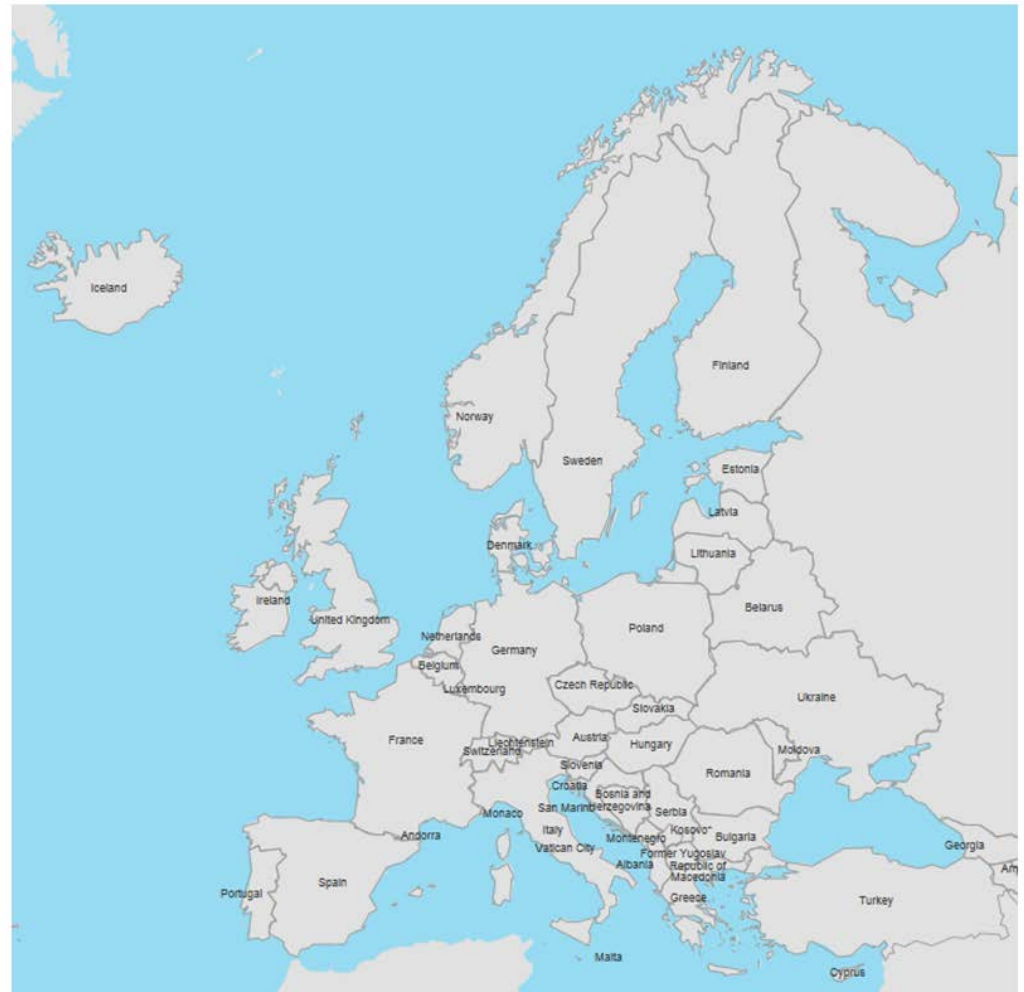 Iceland
Finland
Norway
Sweden
Estonia
Latvia
Denmark
Lithuania
Ireland
Belarus
United Kingdom
Poland
Netherlands
Germany
Belgium
Czech Republic
Luxembourg
Ukraine
Slovakia
France
Austria
Liechtenstein
Hungary
Switzerland
Moldova
Slovenia
Romania
Croatia
Bosnia and
Herzegovina
San Marino
Monaco
Serbia
Italy
Kosovo*
Andorra
Montenegro
Bulgaria
Georgia
Vatican City
Former Yugoslav
Republic of
Macedonia
Albania
Spain
Portugal
Greece
Turkey
Malta
Cyprus